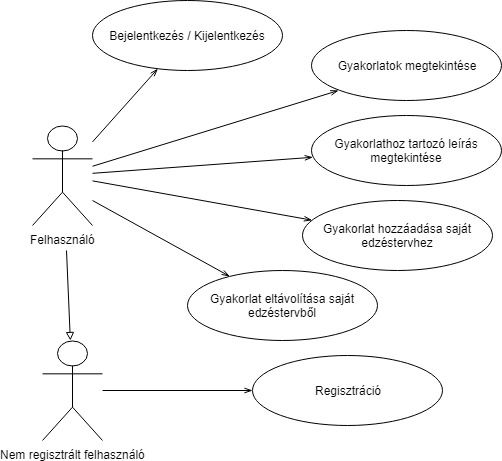 Bejelentkezés / Kijelentkezés
Gyakorlatok megtekintése
Gyakorlathoz tartozó leírás
megtekintése
Gyakorlat hozzáadása saját
edzéstervhez
Felhasználó
Gyakorlat eltávolítása saját
edzéstervből
Regisztráció
Nem regisztrált felhasználó